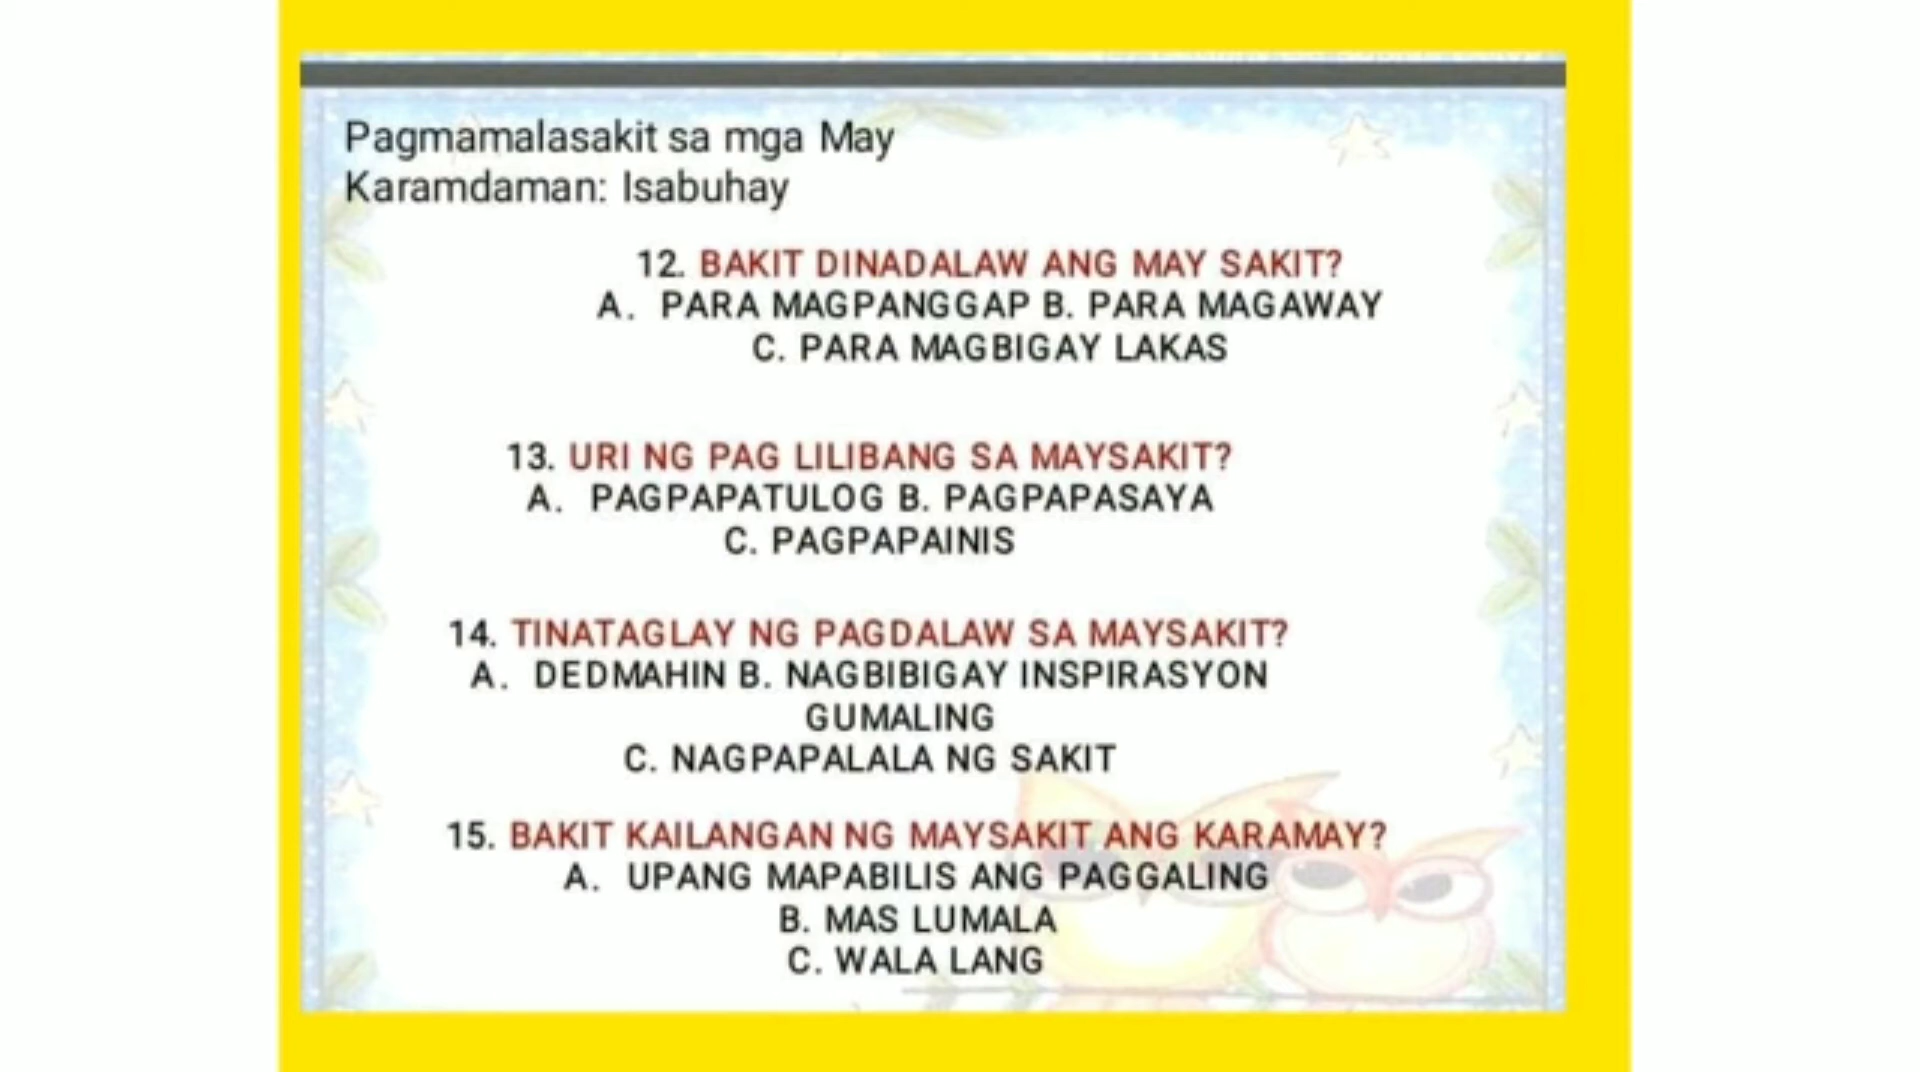 Pagmamalasakit sa mga May
Karamdaman: Isabuhay
12. BAKIT DINADALAW ANG MAY SAKIT?
A. PARA MAGPANGGAP B. PARA MAGAWAY
C. PARA MAGBIGAY LAKAS
13. URI NG PAG LILIBANG SA MAYSAKIT?
A. PAGPAPATULOG B. PAGPAPASAYA
C. PAGPAPAINIS
14. TINATAGLAY NG PAGDALAW SA MAYSAKIT?
A. DEDMAHIN B. NAGBIBIGAY INSPIRASYON
GUMALING
C. NAGPAPALALA NG SAKIT
15. BAKIT KAILANGAN NG MAYSAKIT ANG KARAMAY?
A. UPANG MAPABILIS ANG PAGGALING
B. MAS LUMALA
C. WALA LANG